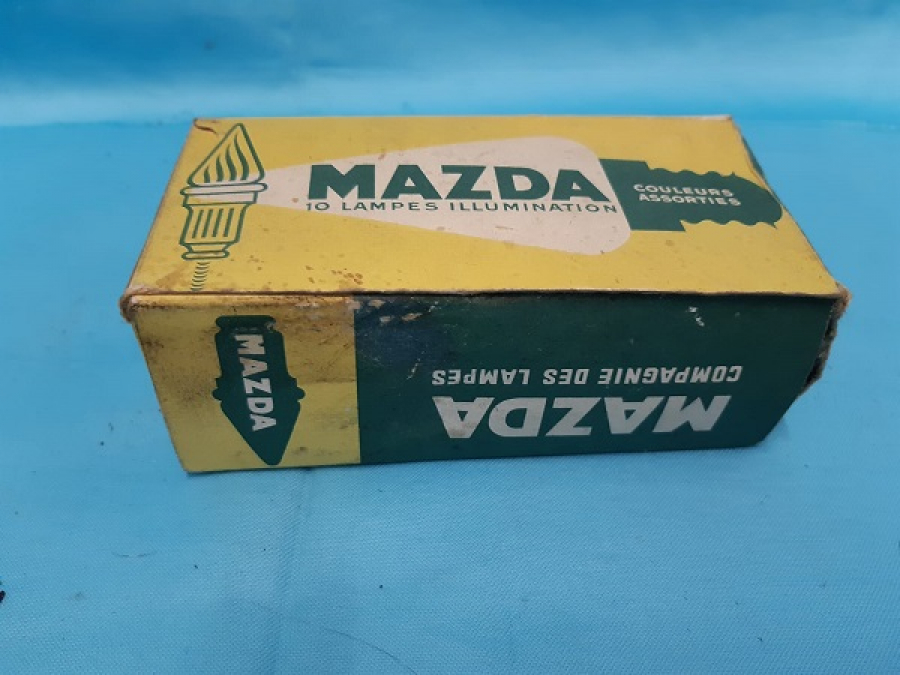 MAZDA
10 LAMPES ILLUMINATION
COULEURS
ASSORTIES
MAZDA
MAZDA
COMPAGNIE DES LAMPES